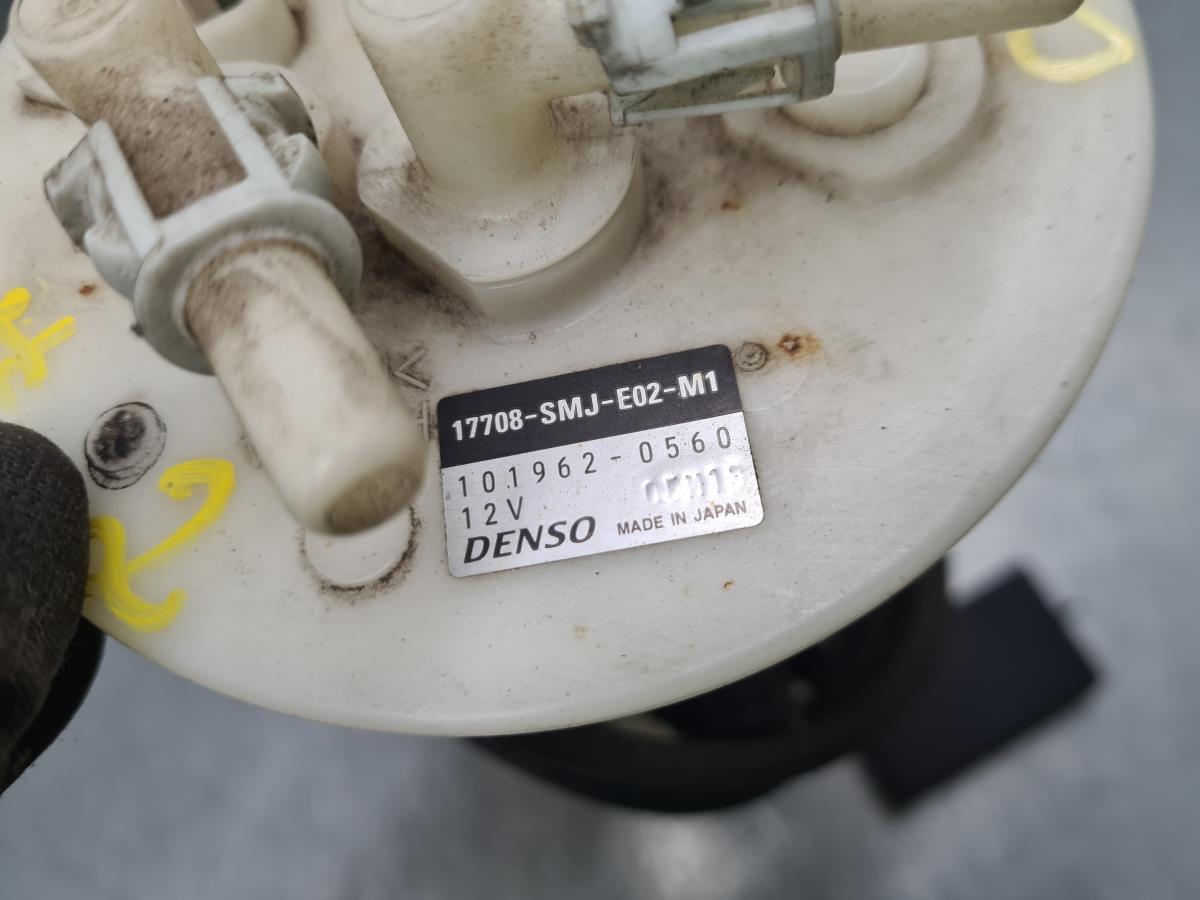 17708-SMJ-E02-M1
101962-0560
12V
DENSO MADE IN JAPAN